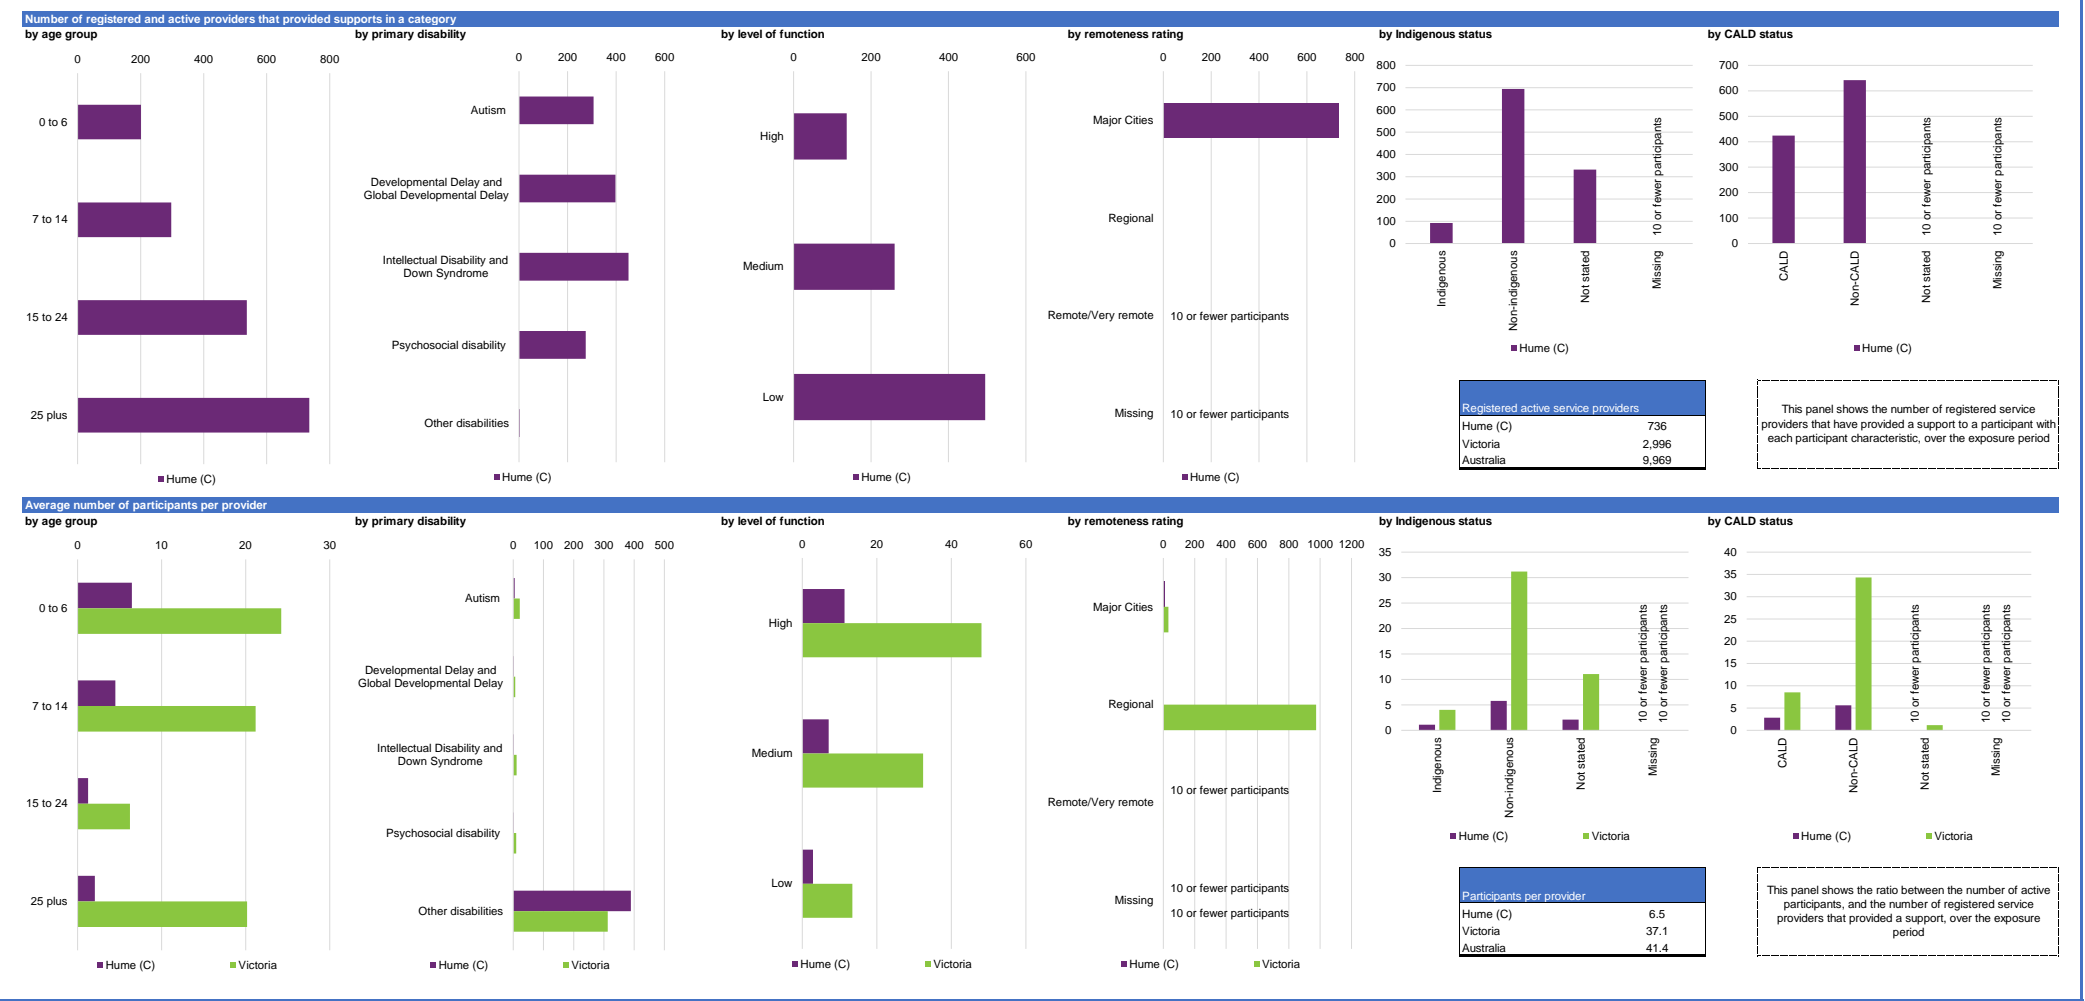 Number of registered and active providers that provided supports in a category
by age group
0 200 400 600 800
0 to 6
7 to 14
15 to 24
25 plus
Hume (C)
by primary disability
0 200 400 600
Autism
Developmental Delay and
Global Developmental Delay
Intellectual Disability and
Down Syndrome
Psychosocial disability
Other disabilities
Hume (C)
by level of function
0 200 400 600
High
Medium
Low
Hume (C)
by remoteness rating
0 200 400 600 800
Major Cities
Regional
Remote/Very remote
10 or fewer participants
Missing
10 or fewer participants
Hume (C)
by Indigenous status
800
700
600
500
400
300
200
100
0
10 or fewer participants
Indigenous
Non-indigenous
Not stated
Missing
Hume (C)
by CALD status
700
600
500
400
300
200
100
0
10 or fewer participants
10 or fewer participants
CALD
Non-CALD
Not stated
Missing
Hume (C)
Registered active service providers
Hume (C) 736
Victoria 2,996
Australia 9,969
This panel shows the number of registered service
providers that have provided a support to a participant with
each participant characteristic, over the exposure period
Average number of participants per provider
by age group
0 10 20 30
0 to 6
7 to 14
15 to 24
25 plus
Hume (C) Victoria
by primary disability
0 100 200 300 400 500
Autism
Developmental Delay and
Global Developmental Delay
Intellectual Disability and
Down Syndrome
Psychosocial disability
Other disabilities
Hume (C) Victoria
by level of function
0 20 40 60
High
Medium
Low
Hume (C) Victoria
by remoteness rating
0 200 400 600 800 1000 1200
Major Cities
Regional
10 or fewer participants
Remote/Very remote
10 or fewer participants
Missing
10 or fewer participants
Hume (C) Victoria
by Indigenous status
35
30
25
20
15
10
5
0
10 or fewer participants
10 or fewer participants
Indigenous
Non-indigenous
Not stated
Missing
Hume (C) Victoria
by CALD status
40
35
30
25
20
15
10
5
0
10 or fewer participants
10 or fewer participants
10 or fewer participants
CALD
Non-CALD
Not stated
Missing
Hume (C) Victoria
Participants per provider
Hume (C) 6.5
Victoria 37.1
Australia 41.4
This panel shows the ratio between the number of active
participants, and the number of registered service
providers that provided a support, over the exposure
period